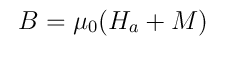 B = μ₀(Hₐ + M)